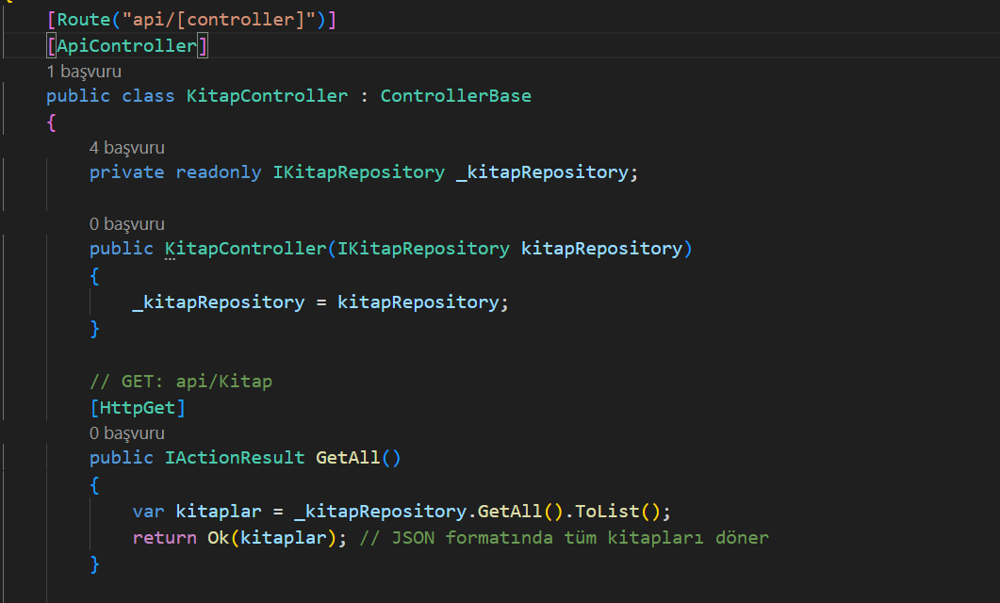 [Route("api/[controller]")]
[ApiController]
1 başvuru
public class KitapController : ControllerBase
{
4 başvuru
private readonly IKitapRepository _kitapRepository;
0 başvuru
public KitapController(IKitapRepository kitapRepository)
{
_kitapRepository = kitapRepository;
}
// GET: api/Kitap
[HttpGet]
0 başvuru
public IActionResult GetAll()
{
var kitaplar = _kitapRepository.GetAll().ToList();
return Ok(kitaplar); // JSON formatında tüm kitapları döner
}